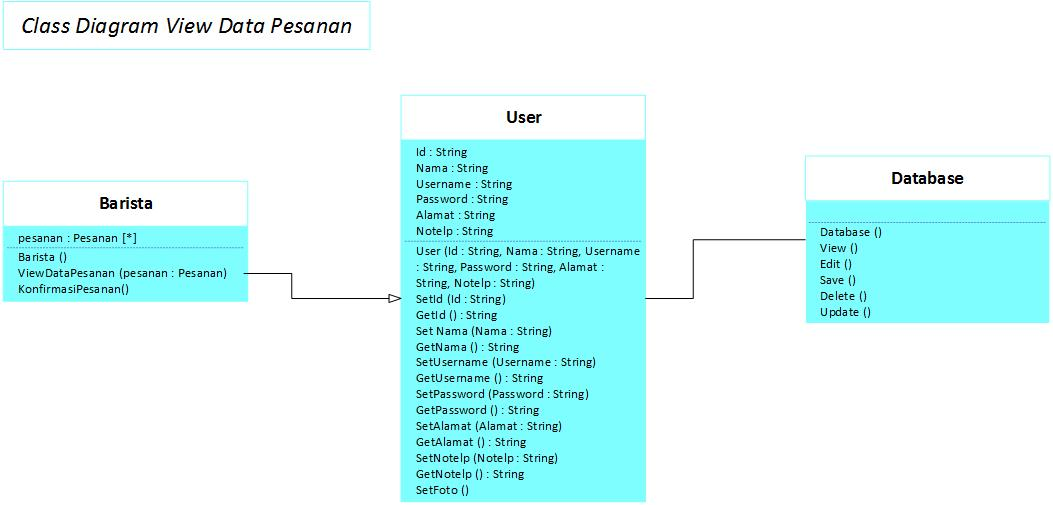 Class Diagram View Data Pesanan
Barista
pesanan : Pesanan [*]
Barista ()
ViewDataPesanan (pesanan : Pesanan)
KonfirmasiPesanan()
User
Id : String
Nama : String
Username : String
Password : String
Alamat : String
Notelp : String
User (Id : String, Nama : String, Username
: String, Password : String, Alamat :
String, Notelp : String)
SetId (Id : String)
GetId () : String
Set Nama (Nama : String)
GetNama () : String
SetUsername (Username : String)
GetUsername () : String
SetPassword (Password : String)
GetPassword () : String
SetAlamat (Alamat : String)
GetAlamat () : String
SetNotelp (Notelp : String)
GetNotelp () : String
SetFoto ()
Database
Database ()
View ()
Edit ()
Save ()
Delete ()
Update ()